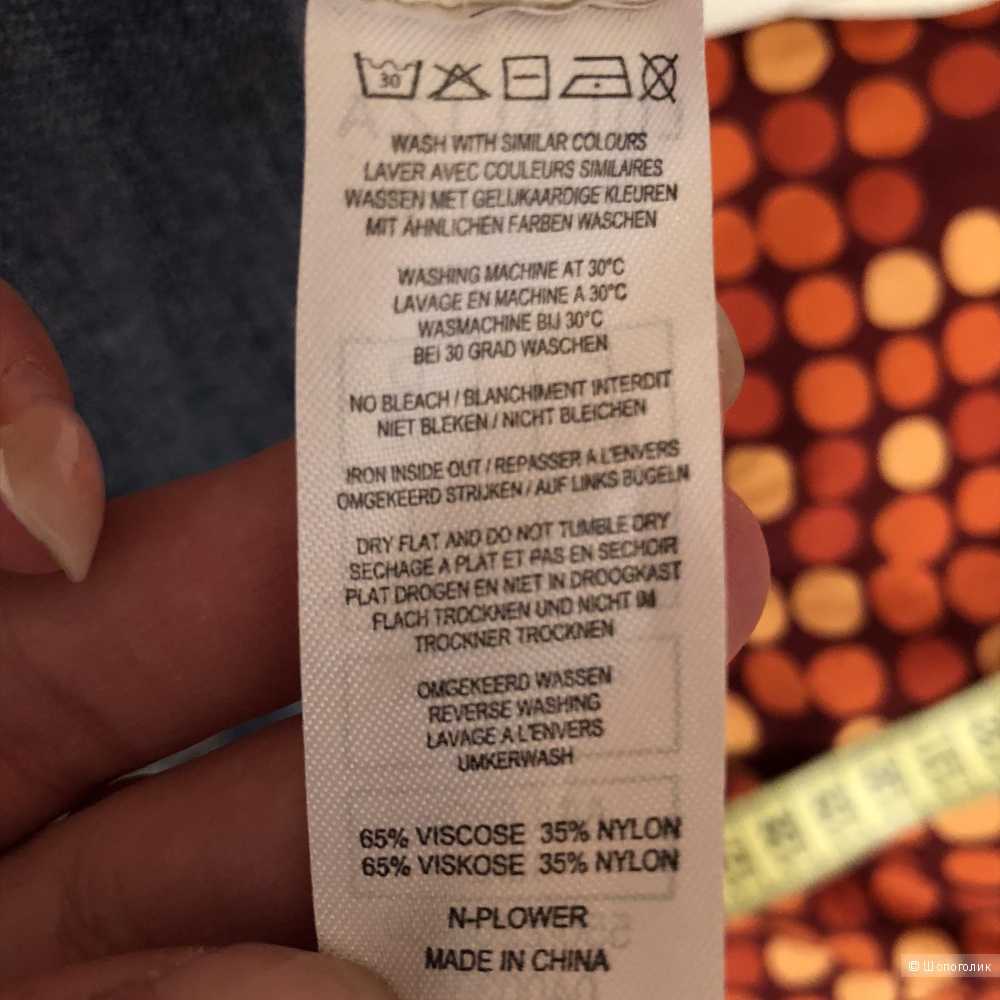 30
WASH WITH SIMILAR COLOURS
LAVER AVEC COULEURS SIMILAIRES
WASSEN MET GELIJKAARDIGE KLEUREN
MIT ÄHNLICHEN FARBEN WASCHEN
WASHING MACHINE AT 30°C
LAVAGE EN MACHINE A 30°C
WASMACHINE BIJ 30°C
BEI 30 GRAD WASCHEN
NO BLEACH / BLANCHIMENT INTERDIT
NIET BLEKEN / NICHT BLEICHEN
IRON INSIDE OUT / REPASSER A L'ENVERS
OMGEKEERD STRIJKEN / AUF LINKS BÜGELN
DRY FLAT AND DO NOT TUMBLE DRY
SECHAGE A PLAT ET PAS EN SECHOIR
PLAT DROGEN EN NIET IN DROOGKAST
FLACH TROCKNEN UND NICHT IM
TROCKNER TROCKNEN
OMGEKEERD WASSEN
REVERSE WASHING
LAVAGE A L'ENVERS
UMKERWASH
65% VISCOSE 35% NYLON
65% VISKOSE 35% NYLON
N-PLOWER
MADE IN CHINA
© Шопоголик